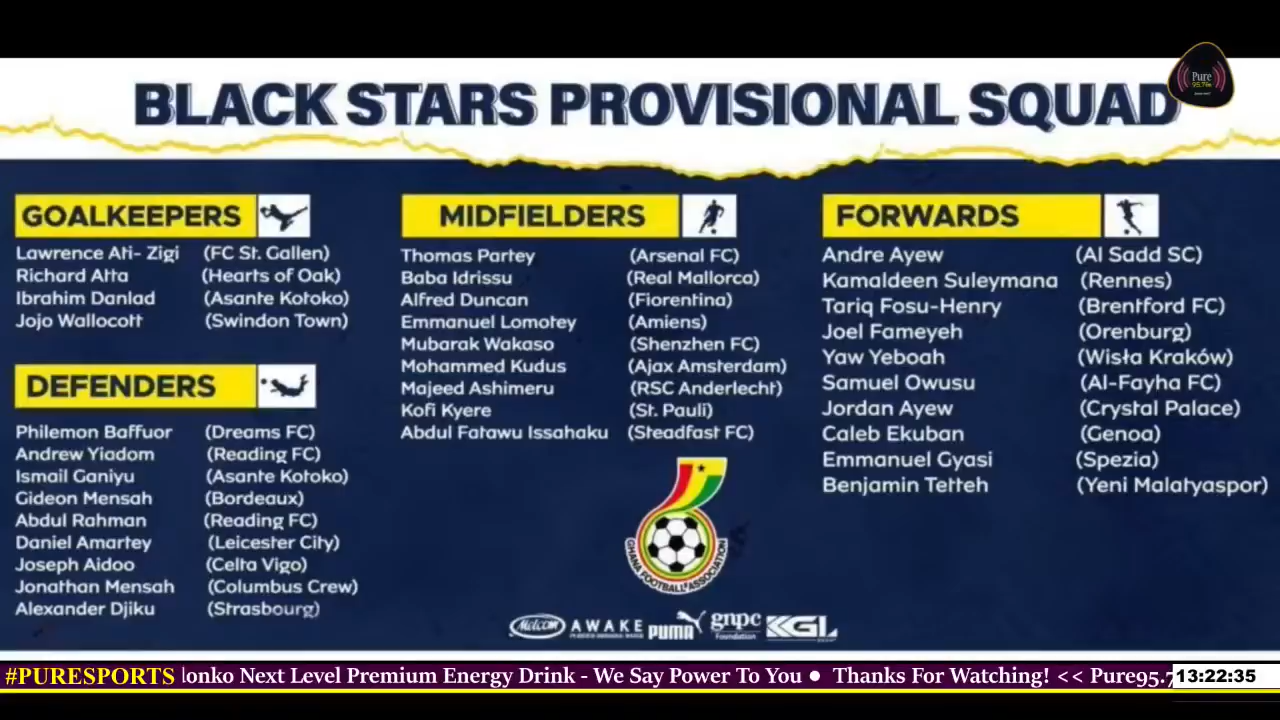 BLACK STARS PROVISIONAL SQUAD
Pure
95.7fm
GOALKEEPERS
Lawrence Ati- Zigi (FC St. Gallen)
Richard Atta (Hearts of Oak)
Ibrahim Danlad (Asante Kotoko)
Jojo Wallocott (Swindon Town)
DEFENDERS
Philemon Baffuor (Dreams FC)
Andrew Yiadom (Reading FC)
Ismail Ganiyu (Asante Kotoko)
Gideon Mensah (Bordeaux)
Abdul Rahman (Reading FC)
Daniel Amartey (Leicester City)
Joseph Aidoo (Celta Vigo)
Jonathan Mensah (Columbus Crew)
Alexander Djiku (Strasbourg)
MIDFIELDERS
Thomas Partey (Arsenal FC)
Baba Idrissu (Real Mallorca)
Alfred Duncan (Fiorentina)
Emmanuel Lomotey (Amiens)
Mubarak Wakaso (Shenzhen FC)
Mohammed Kudus (Ajax Amsterdam)
Majeed Ashimeru (RSC Anderlecht)
Kofi Kyere (St. Pauli)
Abdul Fatawu Issahaku (Steadfast FC)
FORWARDS
Andre Ayew (Al Sadd SC)
Kamaldeen Suleymana (Rennes)
Tariq Fosu-Henry (Brentford FC)
Joel Fameyeh (Orenburg)
Yaw Yeboah (Wisła Kraków)
Samuel Owusu (Al-Fayha FC)
Jordan Ayew (Crystal Palace)
Caleb Ekuban (Genoa)
Emmanuel Gyasi (Spezia)
Benjamin Tetteh (Yeni Malatyaspor)
GHANA FOOTBALL ASSOCIATION
Melcom AWAKE PUMA gnpc Foundation KGL
#PURESPORTS lonko Next Level Premium Energy Drink - We Say Power To You ● Thanks For Watching! << Pure95.7 13:22:35